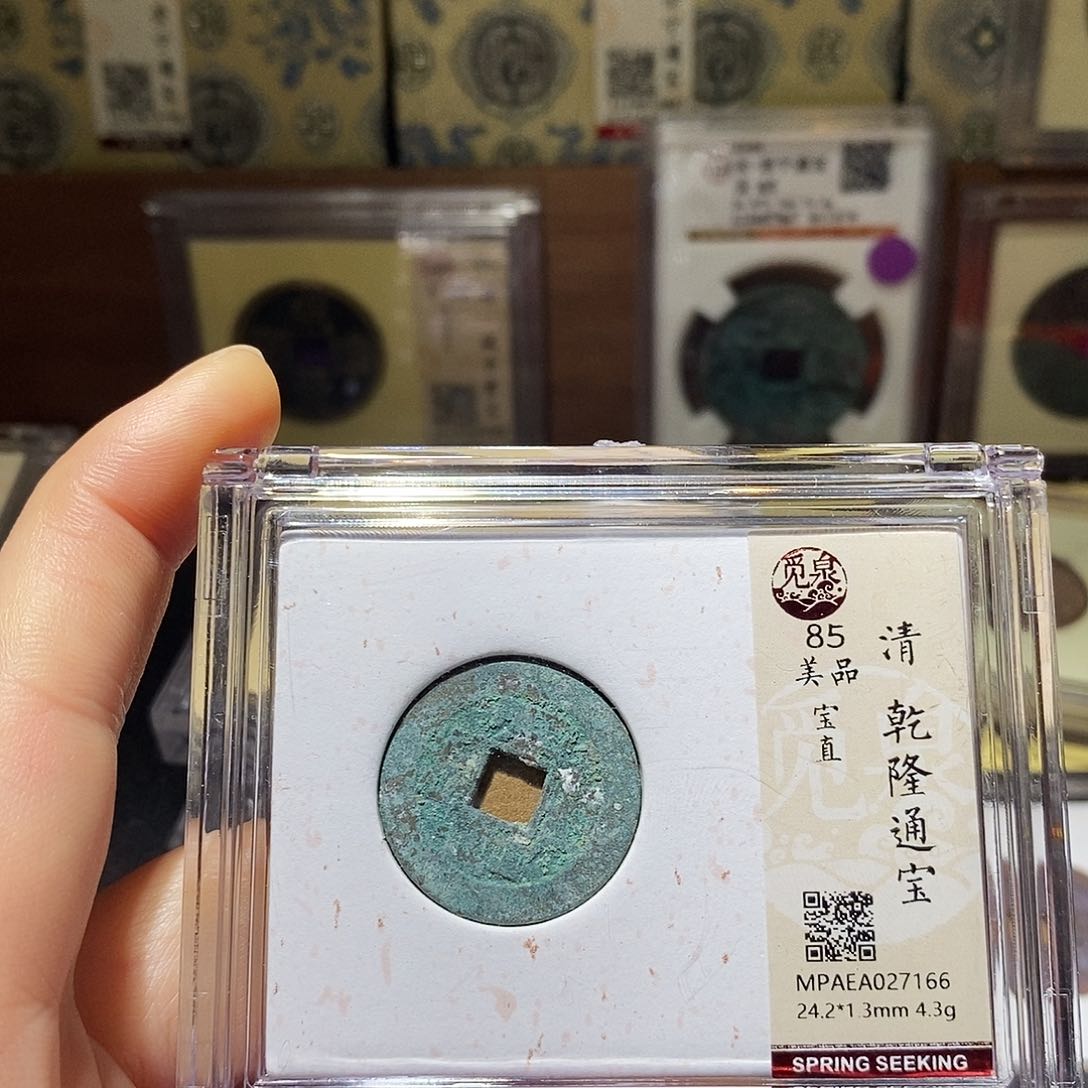 觅泉
85
美品
宝直
清 乾隆通宝
MPAEA027166
24.2*1.3mm 4.3g
SPRING SEEKING